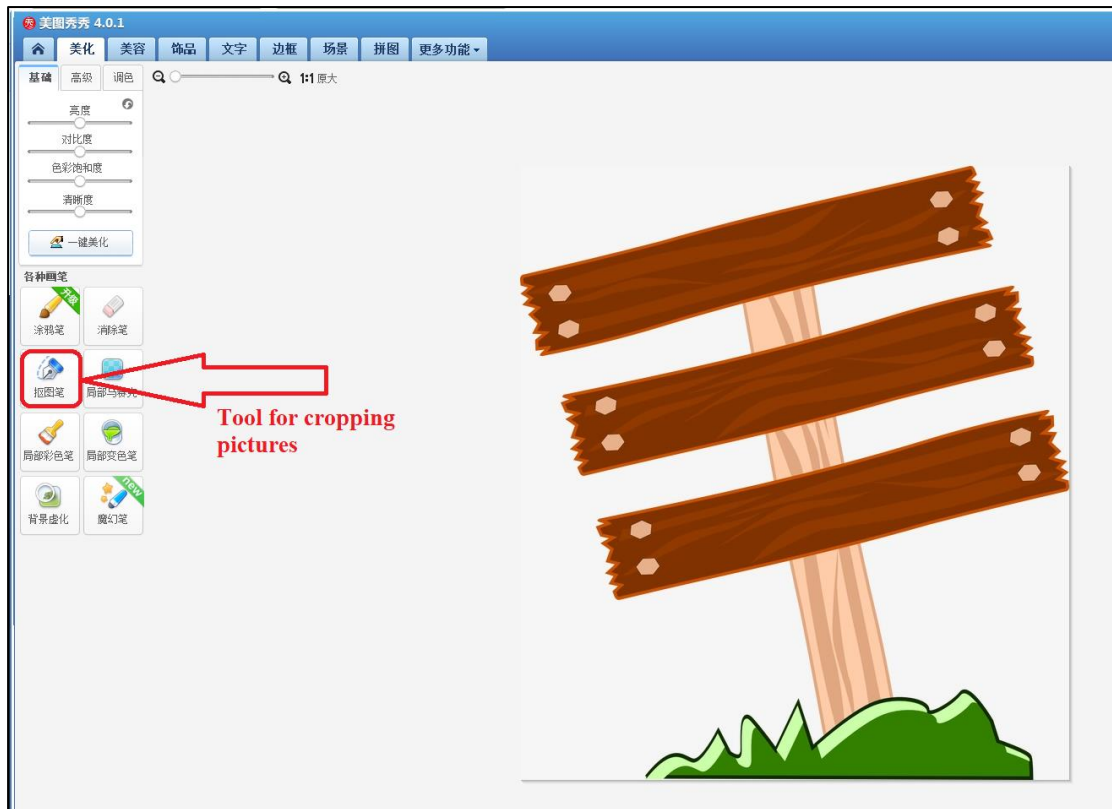 美图秀秀 4.0.1
美化 美容 饰品 文字 边框 场景 拼图 更多功能
基础 高级 调色 1:1 原大
亮度
对比度
色彩饱和度
清晰度
一键美化
各种画笔
升级 new
涂鸦笔 消除笔
抠图笔 局部马赛克
局部彩色笔 局部变色笔
背景虚化 魔幻笔
Tool for cropping
pictures